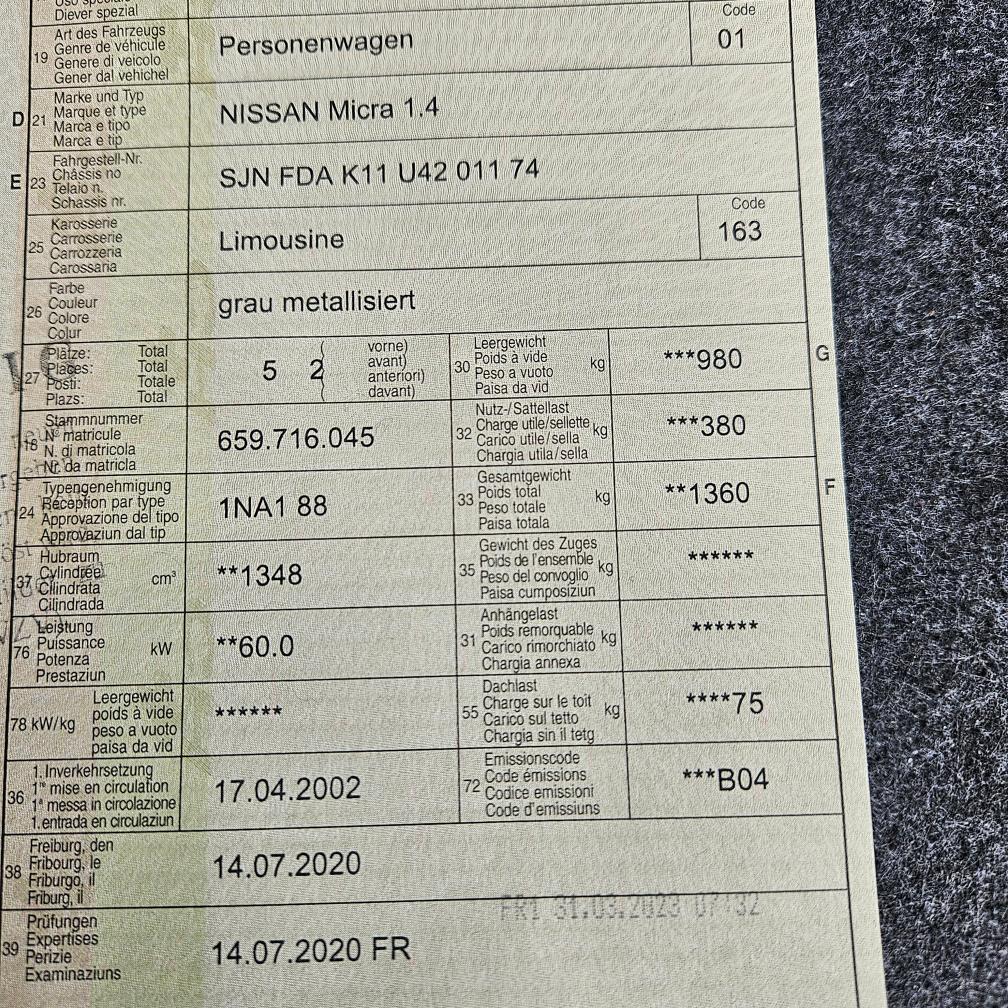 Uso speciale
Diever spezial
19 Art des Fahrzeugs
Genre de véhicule
Genere di veicolo
Gener dal vehichel
Personenwagen
Code
01
D 21 Marke und Typ
Marque et type
Marca e tipo
Marca e tip
NISSAN Micra 1.4
E 23 Fahrgestell-Nr.
Châssis no
Telaio n.
Schassis nr.
SJN FDA K11 U42 011 74
25 Karosserie
Carrosserie
Carrozzeria
Carossaria
Limousine
Code
163
26 Farbe
Couleur
Colore
Colur
grau metallisiert
27 Plätze: Total
Places: Total
Posti: Totale
Plazs: Total
5 2 ( vorne)
( avant)
( anteriori)
( davant)
30 Leergewicht
Poids à vide
Peso a vuoto
Paisa da vid
kg
***980
G
18 Stammnummer
No matricule
N. di matricola
Nr. da matricla
659.716.045
32 Nutz-/Sattellast
Charge utile/sellette
Carico utile/sella
Chargia utila/sella
kg
***380
24 Typengenehmigung
Réception par type
Approvazione del tipo
Approvaziun dal tip
1NA1 88
33 Gesamtgewicht
Poids total
Peso totale
Paisa totala
kg
**1360
F
37 Hubraum
Cylindrée
Cilindrata
Cilindrada
cm³
**1348
35 Gewicht des Zuges
Poids de l'ensemble
Peso del convoglio
Paisa cumposiziun
kg
******
76 Leistung
Puissance
Potenza
Prestaziun
kW
**60.0
31 Anhängelast
Poids remorquable
Carico rimorchiato
Chargia annexa
kg
******
78 kW/kg Leergewicht
poids à vide
peso a vuoto
paisa da vid
******
55 Dachlast
Charge sur le toit
Carico sul tetto
Chargia sin il tetg
kg
****75
36 1. Inverkehrsetzung
1re mise en circulation
1a messa in circolazione
1. entrada en circulaziun
17.04.2002
72 Emissionscode
Code émissions
Codice emissioni
Code d'emissiuns
***B04
38 Freiburg, den
Fribourg, le
Friburgo, il
Friburg, il
14.07.2020
FR1 31.03.2023 07:32
39 Prüfungen
Expertises
Perizie
Examinaziuns
14.07.2020 FR